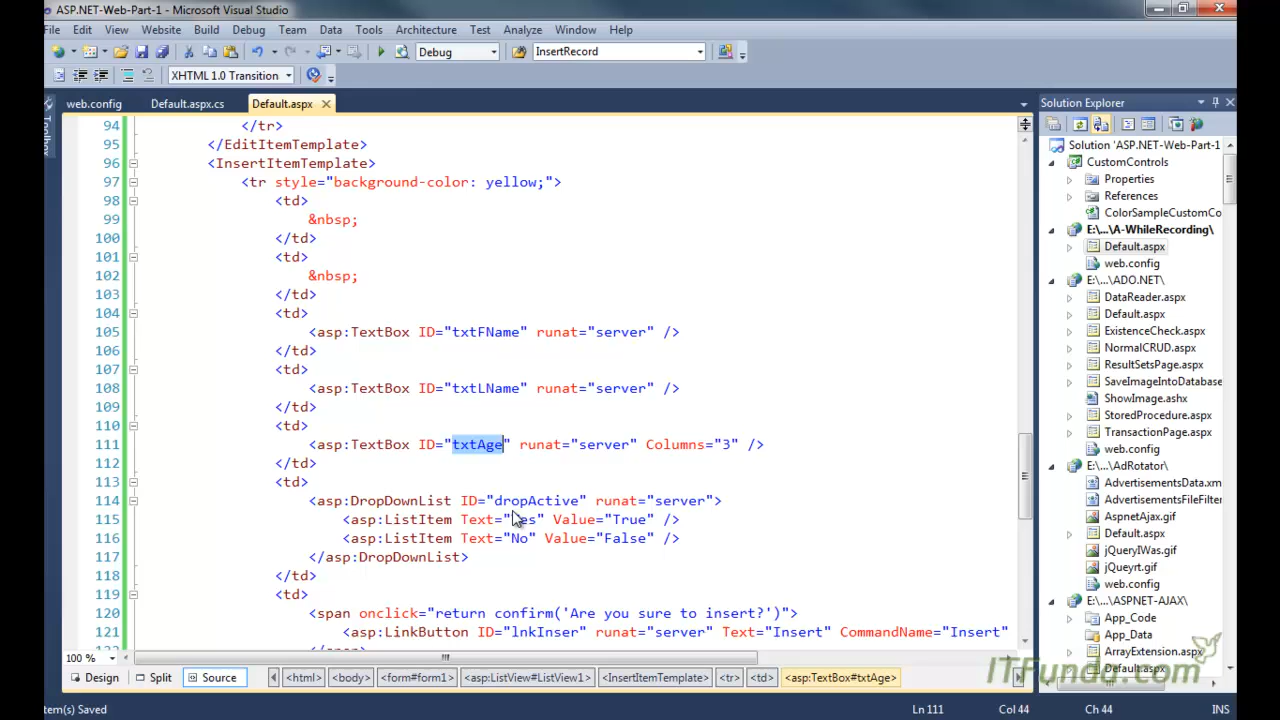 ASP.NET-Web-Part-1 - Microsoft Visual Studio
File Edit View Website Build Debug Team Data Tools Architecture Test Analyze Window Help
Debug InsertRecord
XHTML 1.0 Transition
web.config Default.aspx.cs Default.aspx
94 </tr>
95 </EditItemTemplate>
96 <InsertItemTemplate>
97 <tr style="background-color: yellow;">
98 <td>
99 &nbsp;
100 </td>
101 <td>
102 &nbsp;
103 </td>
104 <td>
105 <asp:TextBox ID="txtFName" runat="server" />
106 </td>
107 <td>
108 <asp:TextBox ID="txtLName" runat="server" />
109 </td>
110 <td>
111 <asp:TextBox ID="txtAge" runat="server" Columns="3" />
112 </td>
113 <td>
114 <asp:DropDownList ID="dropActive" runat="server">
115 <asp:ListItem Text="Yes" Value="True" />
116 <asp:ListItem Text="No" Value="False" />
117 </asp:DropDownList>
118 </td>
119 <td>
120 <span onclick="return confirm('Are you sure to insert?')">
121 <asp:LinkButton ID="lnkInser" runat="server" Text="Insert" CommandName="Insert"
100 %
Design Split Source <html> <body> <form#form1> <asp:ListView#ListView1> <InsertItemTemplate> <tr> <td> <asp:TextBox#txtAge>
Item(s) Saved Ln 111 Col 44 Ch 44 INS
Toolbox
Solution Explorer
Solution 'ASP.NET-Web-Part-1
CustomControls
Properties
References
ColorSampleCustomCo
E:\...\A-WhileRecording\
Default.aspx
web.config
E:\...\ADO.NET\
DataReader.aspx
Default.aspx
ExistenceCheck.aspx
NormalCRUD.aspx
ResultSetsPage.aspx
SaveImageIntoDatabase
ShowImage.ashx
StoredProcedure.aspx
TransactionPage.aspx
web.config
E:\...\AdRotator\
AdvertisementsData.xm
AdvertisementsFileFilter
AspnetAjax.gif
Default.aspx
jQueryIWas.gif
jQueyrt.gif
web.config
E:\...\ASPNET-AJAX\
App_Code
App_Data
ArrayExtension.aspx
Default.aspx
ITFunda.com